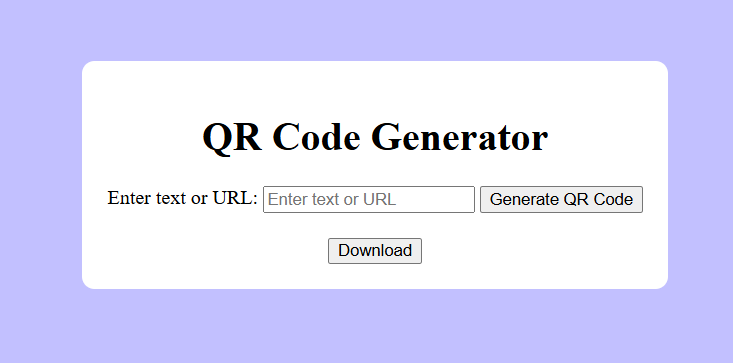 QR Code Generator
Enter text or URL: Enter text or URL Generate QR Code
Download